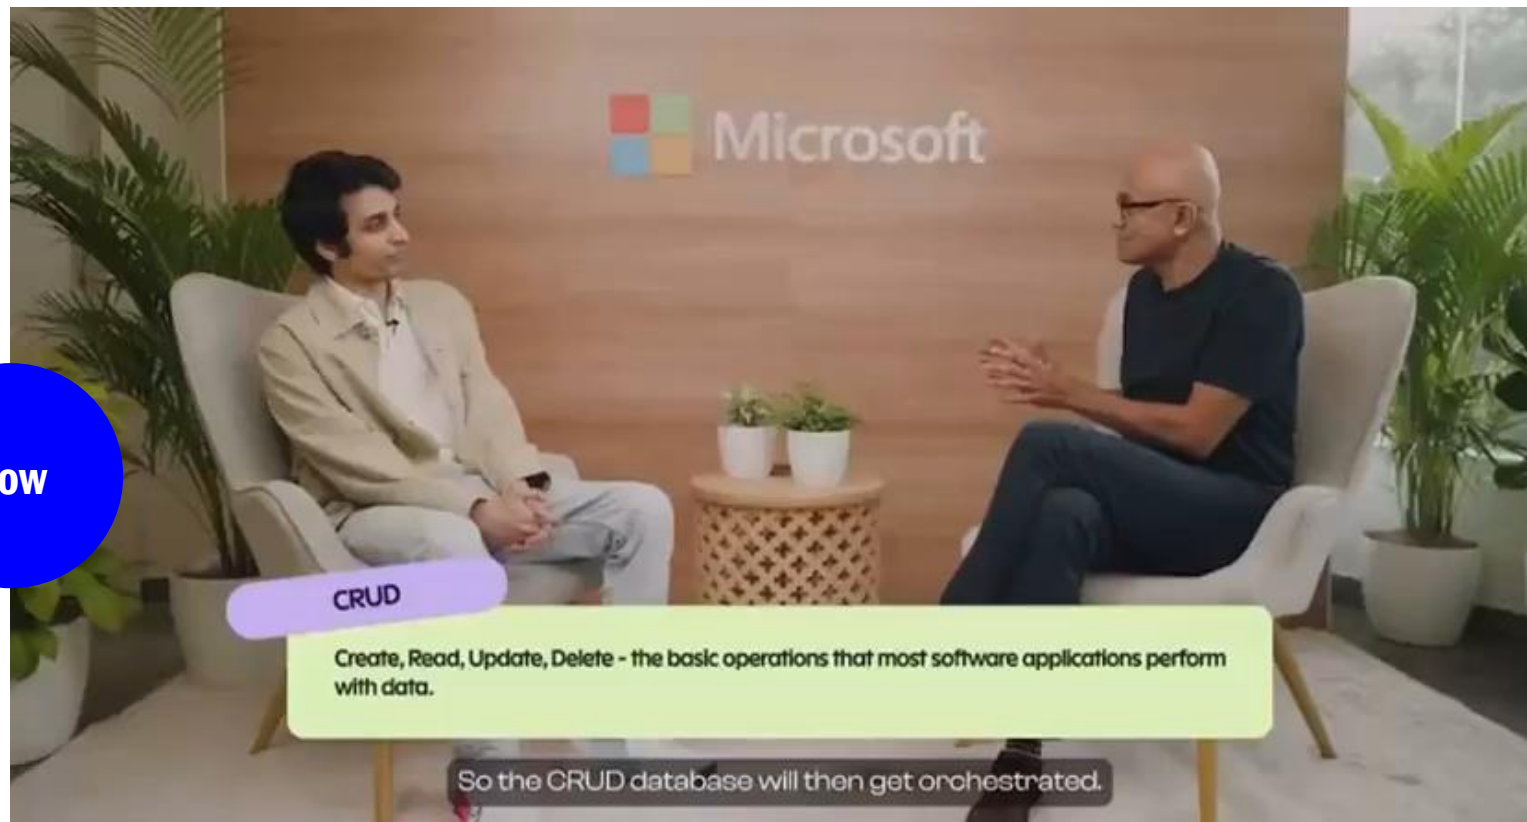 Microsoft
ow
CRUD
Create, Read, Update, Delete - the basic operations that most software applications perform
with data.
So the CRUD database will then get orchestrated.